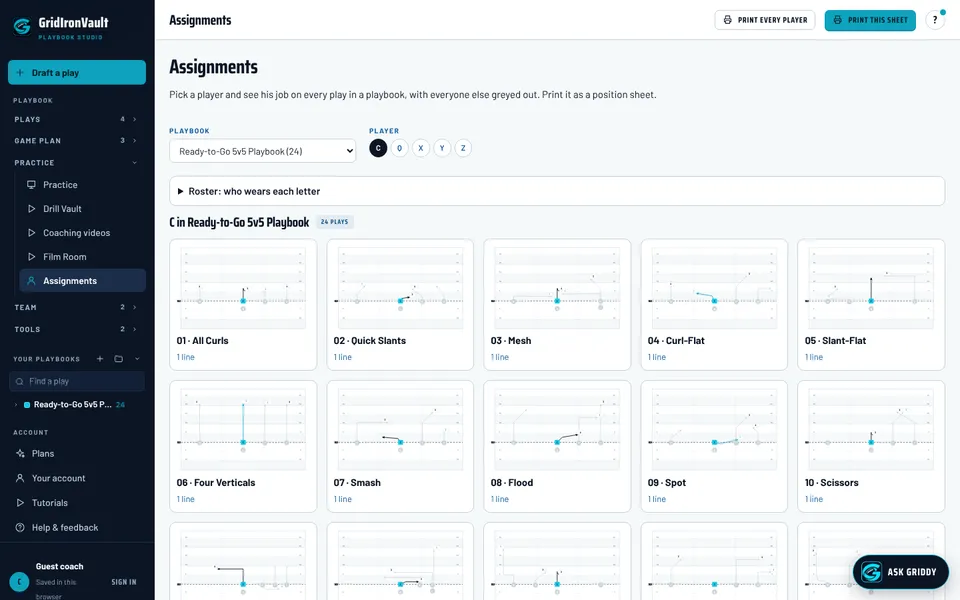 GridIronVault
PLAYBOOK STUDIO
Draft a play
PLAYBOOK
PLAYS 4
GAME PLAN 3
PRACTICE
Practice
Drill Vault
Coaching videos
Film Room
Assignments
TEAM 2
TOOLS 2
YOUR PLAYBOOKS
Find a play
Ready-to-Go 5v5 P... 24
ACCOUNT
Plans
Your account
Tutorials
Help & feedback
Guest coach
C
Saved in this browser
SIGN IN
Assignments
PRINT EVERY PLAYER
PRINT THIS SHEET
?
Assignments
Pick a player and see his job on every play in a playbook, with everyone else greyed out. Print it as a position sheet.
PLAYBOOK
Ready-to-Go 5v5 Playbook (24)
PLAYER
C Q X Y Z
Roster: who wears each letter
C in Ready-to-Go 5v5 Playbook 24 PLAYS
01 · All Curls
1 line
02 · Quick Slants
1 line
03 · Mesh
1 line
04 · Curl-Flat
1 line
05 · Slant-Flat
1 line
06 · Four Verticals
1 line
07 · Smash
1 line
08 · Flood
1 line
09 · Spot
1 line
10 · Scissors
1 line
ASK GRIDDY